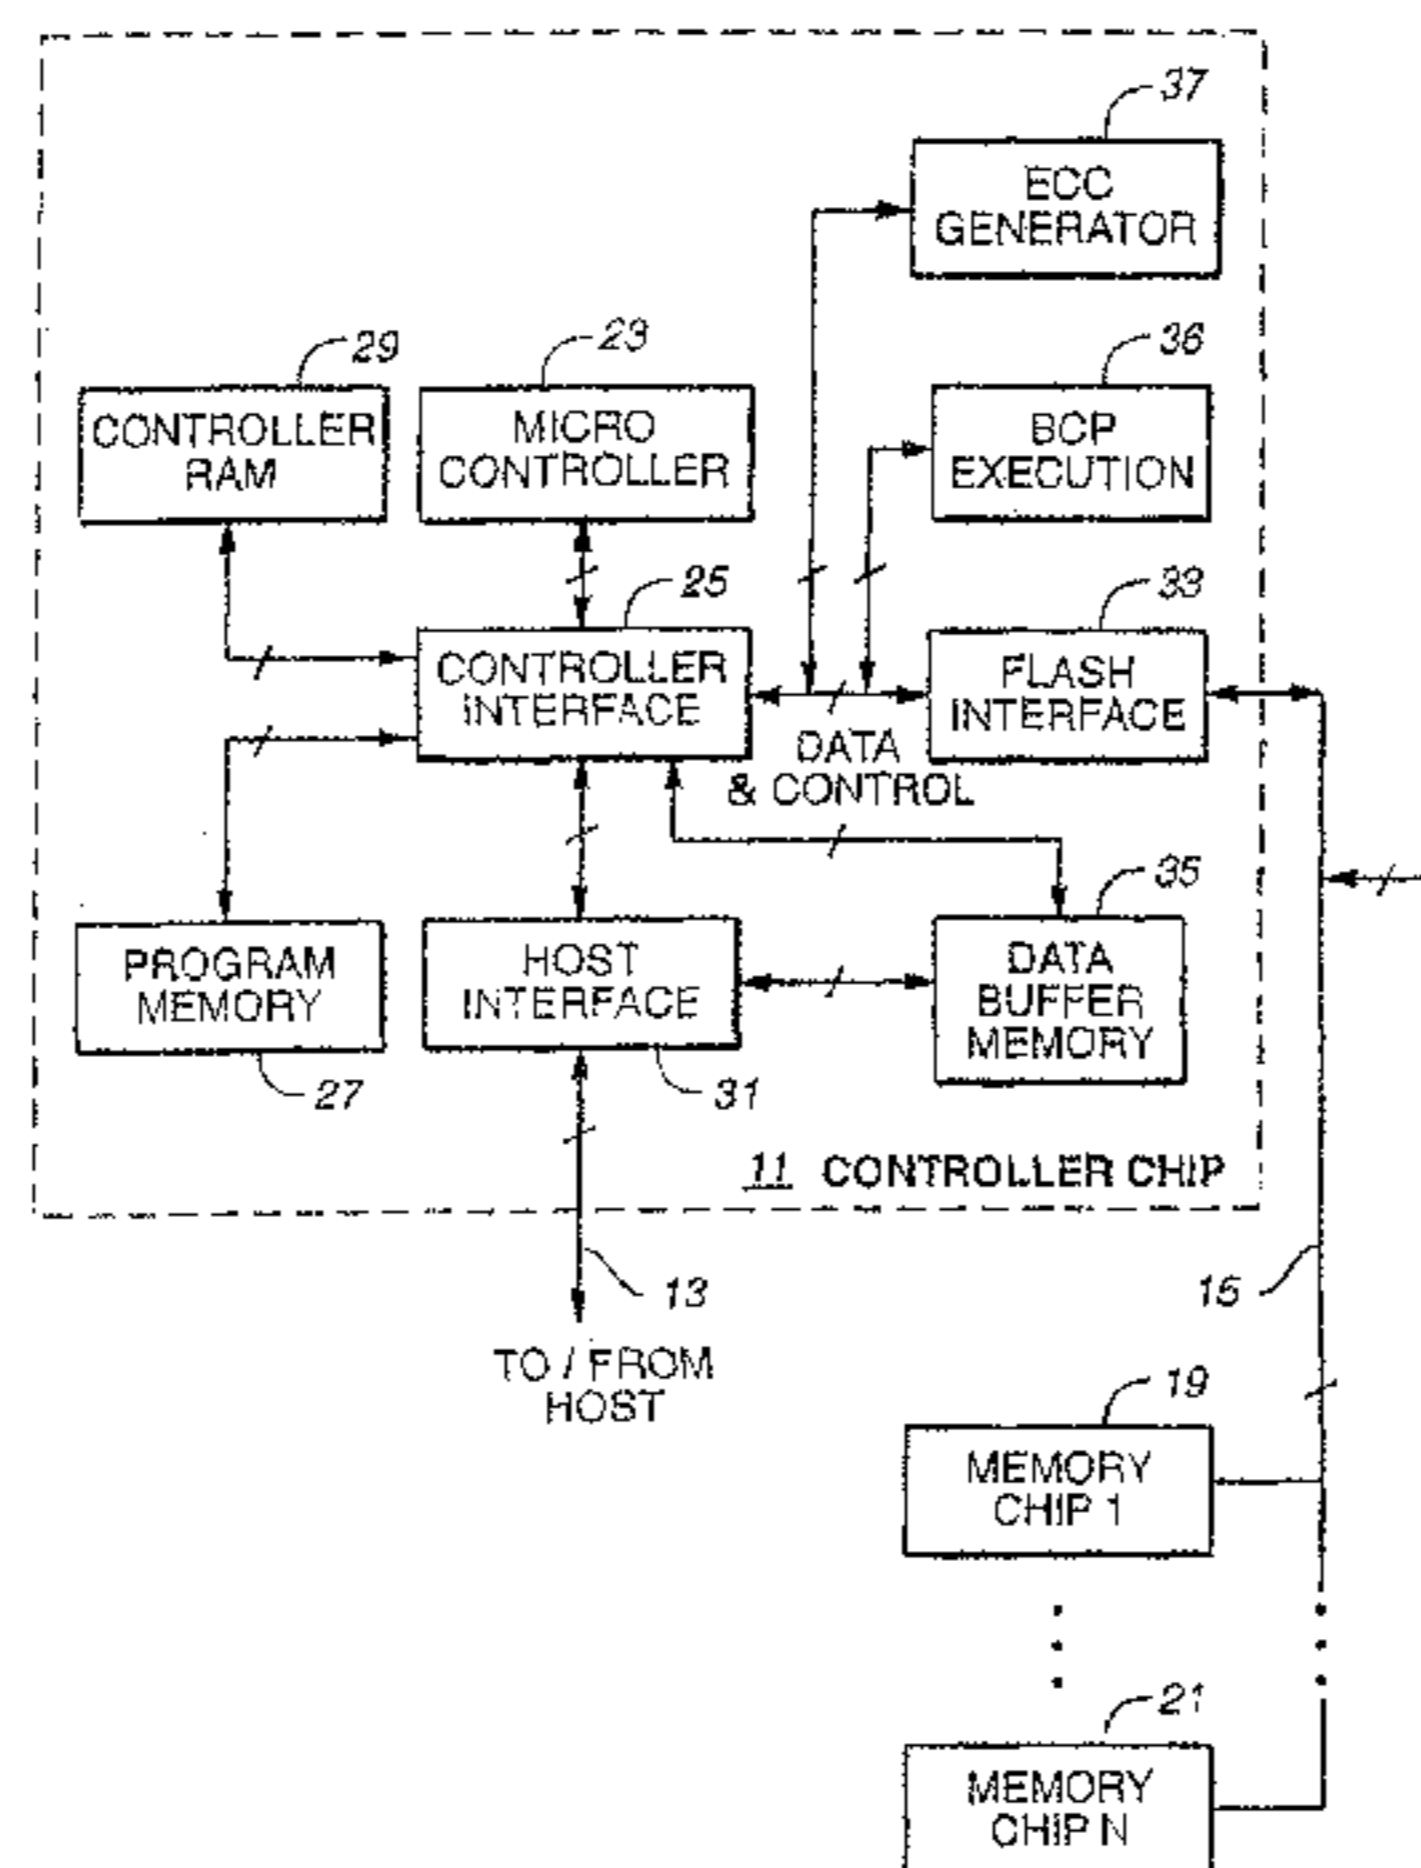 37
ECC
GENERATOR
29
23
36
CONTROLLER
RAM
MICRO
CONTROLLER
BCP
EXECUTION
25
33
CONTROLLER
INTERFACE
FLASH
INTERFACE
DATA
& CONTROL
35
PROGRAM
MEMORY
HOST
INTERFACE
DATA
BUFFER
MEMORY
27
31
11 CONTROLLER CHIP
13
15
TO / FROM
HOST
19
MEMORY
CHIP 1
21
MEMORY
CHIP N